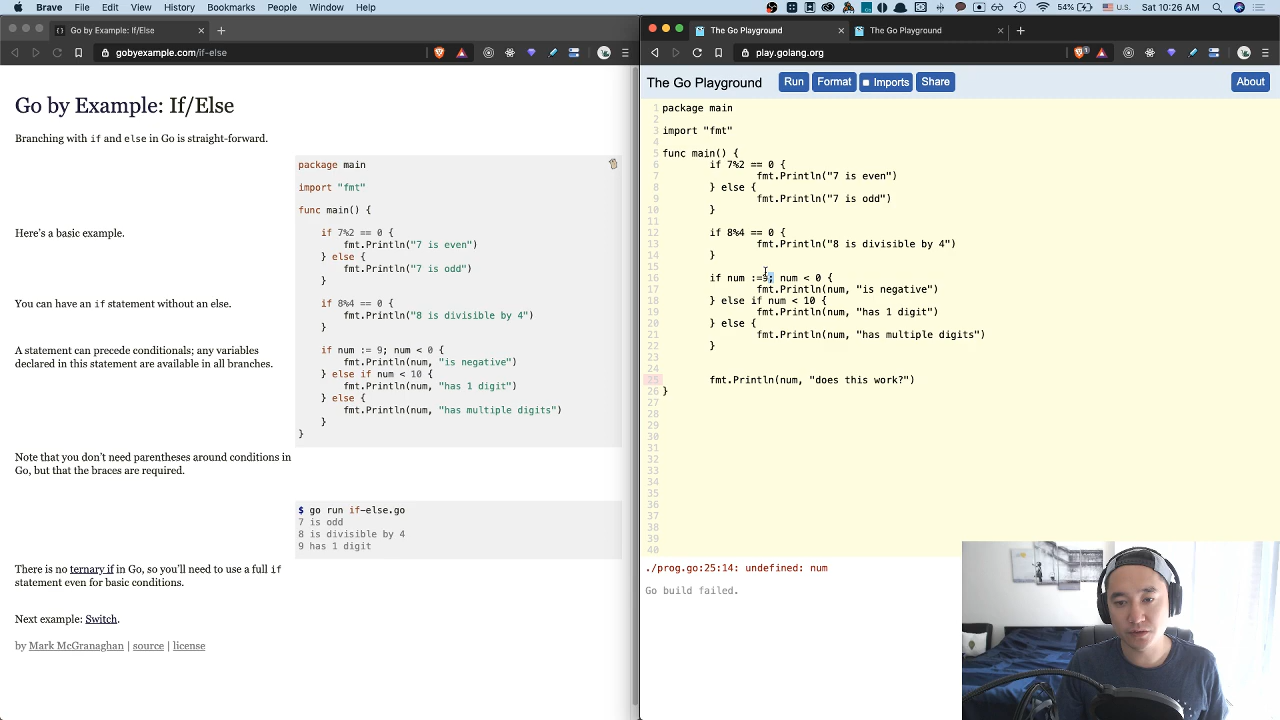 Brave File Edit View History Bookmarks People Window Help
54% U.S. Sat 10:26 AM
Go by Example: If/Else
gobyexample.com/if-else
Go by Example: If/Else
Branching with if and else in Go is straight-forward.
package main
import "fmt"
func main() {
Here's a basic example.
if 7%2 == 0 {
fmt.Println("7 is even")
} else {
fmt.Println("7 is odd")
}
You can have an if statement without an else.
if 8%4 == 0 {
fmt.Println("8 is divisible by 4")
}
A statement can precede conditionals; any variables
declared in this statement are available in all branches.
if num := 9; num < 0 {
fmt.Println(num, "is negative")
} else if num < 10 {
fmt.Println(num, "has 1 digit")
} else {
fmt.Println(num, "has multiple digits")
}
}
Note that you don't need parentheses around conditions in
Go, but that the braces are required.
$ go run if-else.go
7 is odd
8 is divisible by 4
9 has 1 digit
There is no ternary if in Go, so you'll need to use a full if
statement even for basic conditions.
Next example: Switch.
by Mark McGranaghan | source | license
The Go Playground
The Go Playground
play.golang.org
The Go Playground Run Format Imports Share About
1 package main
2
3 import "fmt"
4
5 func main() {
6 if 7%2 == 0 {
7 fmt.Println("7 is even")
8 } else {
9 fmt.Println("7 is odd")
10 }
11
12 if 8%4 == 0 {
13 fmt.Println("8 is divisible by 4")
14 }
15
16 if num :=9; num < 0 {
17 fmt.Println(num, "is negative")
18 } else if num < 10 {
19 fmt.Println(num, "has 1 digit")
20 } else {
21 fmt.Println(num, "has multiple digits")
22 }
23
24
25 fmt.Println(num, "does this work?")
26 }
27
28
29
30
31
32
33
34
35
36
37
38
39
40
./prog.go:25:14: undefined: num
Go build failed.